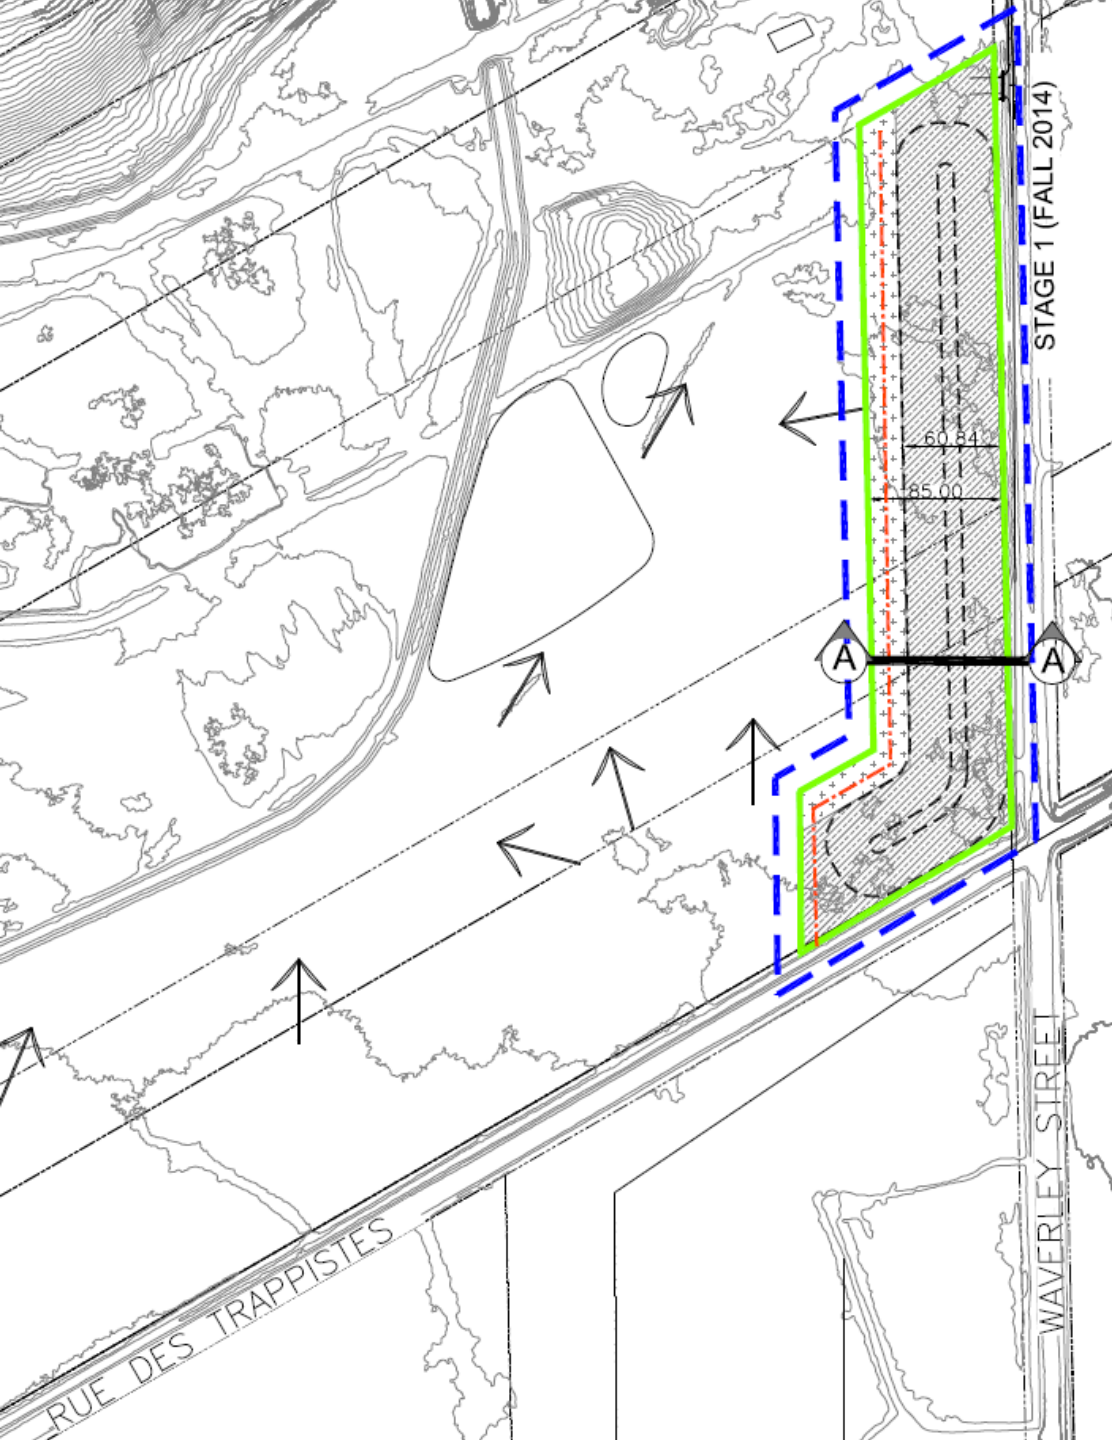 STAGE 1 (FALL 2014)
60.84
85.00
A
A
WAVERLEY STREET
RUE DES TRAPPISTES